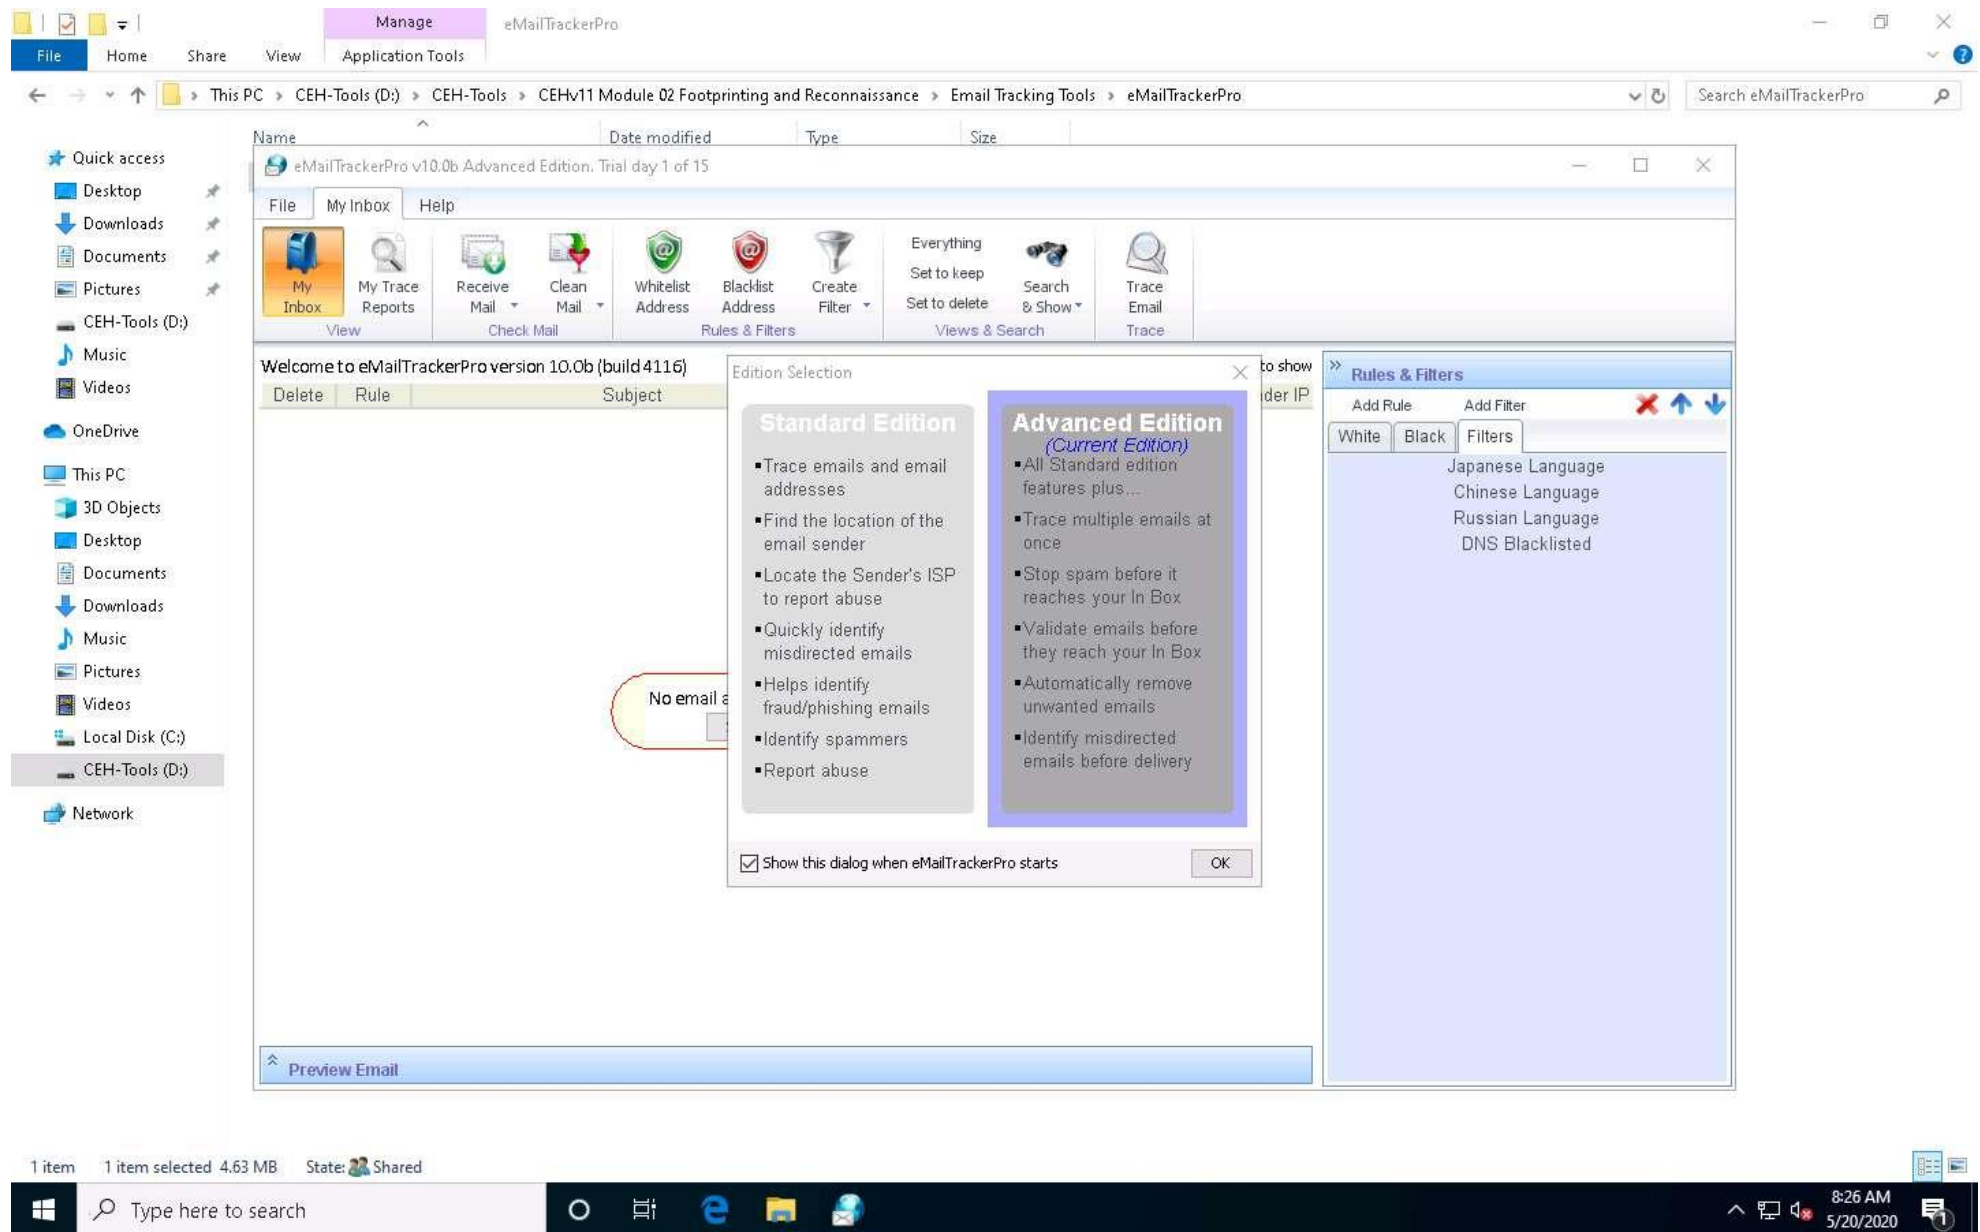 Manage
eMailTrackerPro
File
Home
Share
View
Application Tools
This PC > CEH-Tools (D:) > CEH-Tools > CEHv11 Module 02 Footprinting and Reconnaissance > Email Tracking Tools > eMailTrackerPro
Search eMailTrackerPro
Name
Date modified
Type
Size
Quick access
Desktop
Downloads
Documents
Pictures
CEH-Tools (D:)
Music
Videos
OneDrive
This PC
3D Objects
Desktop
Documents
Downloads
Music
Pictures
Videos
Local Disk (C:)
CEH-Tools (D:)
Network
eMailTrackerPro v10.0b Advanced Edition. Trial day 1 of 15
File
My Inbox
Help
My
Inbox
My Trace
Reports
View
Receive
Mail
Clean
Mail
Check Mail
Whitelist
Address
Blacklist
Address
Create
Filter
Rules & Filters
Everything
Set to keep
Set to delete
Search
& Show
Views & Search
Trace
Email
Trace
Welcome to eMailTrackerPro version 10.0b (build 4116)
to show
Delete
Rule
Subject
der IP
No email a
Edition Selection
Standard Edition
▪Trace emails and email
addresses
▪Find the location of the
email sender
▪Locate the Sender's ISP
to report abuse
▪Quickly identify
misdirected emails
▪Helps identify
fraud/phishing emails
▪Identify spammers
▪Report abuse
Advanced Edition
(Current Edition)
▪All Standard edition
features plus...
▪Trace multiple emails at
once
▪Stop spam before it
reaches your In Box
▪Validate emails before
they reach your In Box
▪Automatically remove
unwanted emails
▪Identify misdirected
emails before delivery
Show this dialog when eMailTrackerPro starts
OK
Rules & Filters
Add Rule
Add Filter
White
Black
Filters
Japanese Language
Chinese Language
Russian Language
DNS Blacklisted
Preview Email
1 item
1 item selected 4.63 MB
State: Shared
Type here to search
8:26 AM
5/20/2020
1